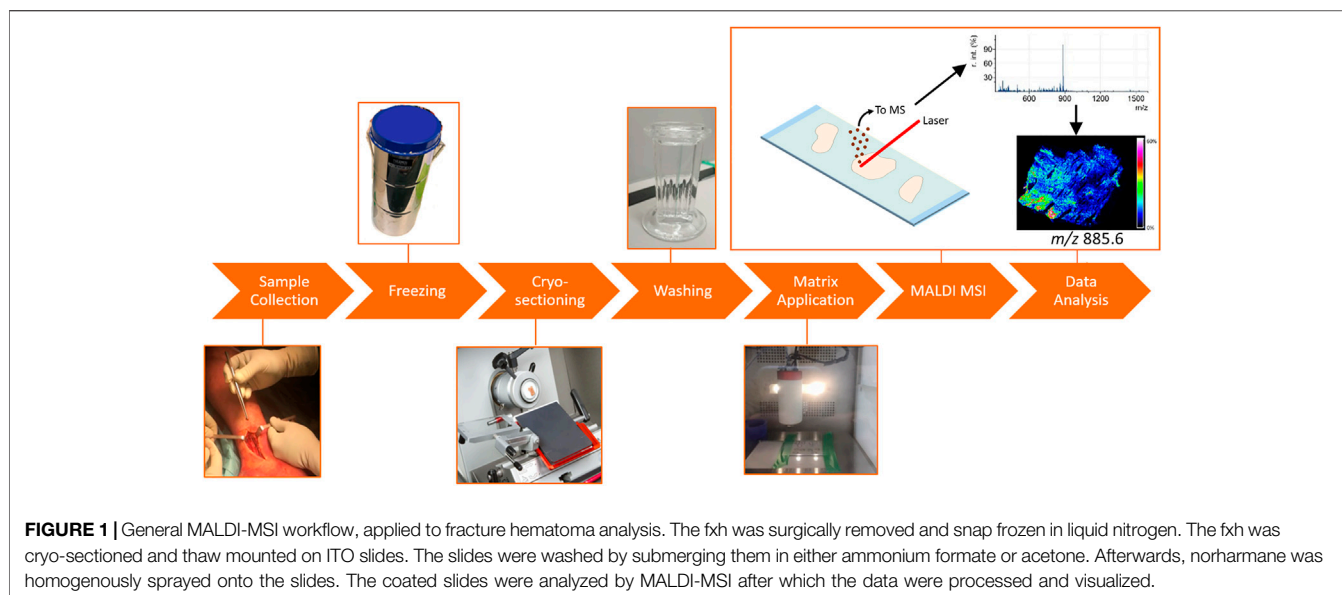 To MS
Laser
r. int. (%)
90
60
30
600 900 1200 1500
m/z
60%
0%
m/z 885.6
Sample
Collection
Freezing
Cryo-
sectioning
Washing
Matrix
Application
MALDI MSI
Data
Analysis
FIGURE 1 | General MALDI-MSI workflow, applied to fracture hematoma analysis. The fxh was surgically removed and snap frozen in liquid nitrogen. The fxh was
cryo-sectioned and thaw mounted on ITO slides. The slides were washed by submerging them in either ammonium formate or acetone. Afterwards, norharmane was
homogenously sprayed onto the slides. The coated slides were analyzed by MALDI-MSI after which the data were processed and visualized.